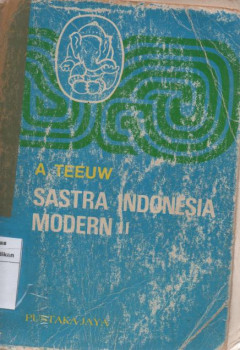 A. TEEUW
SASTRA INDONESIA
MODERN II
PUSTAKA JAYA